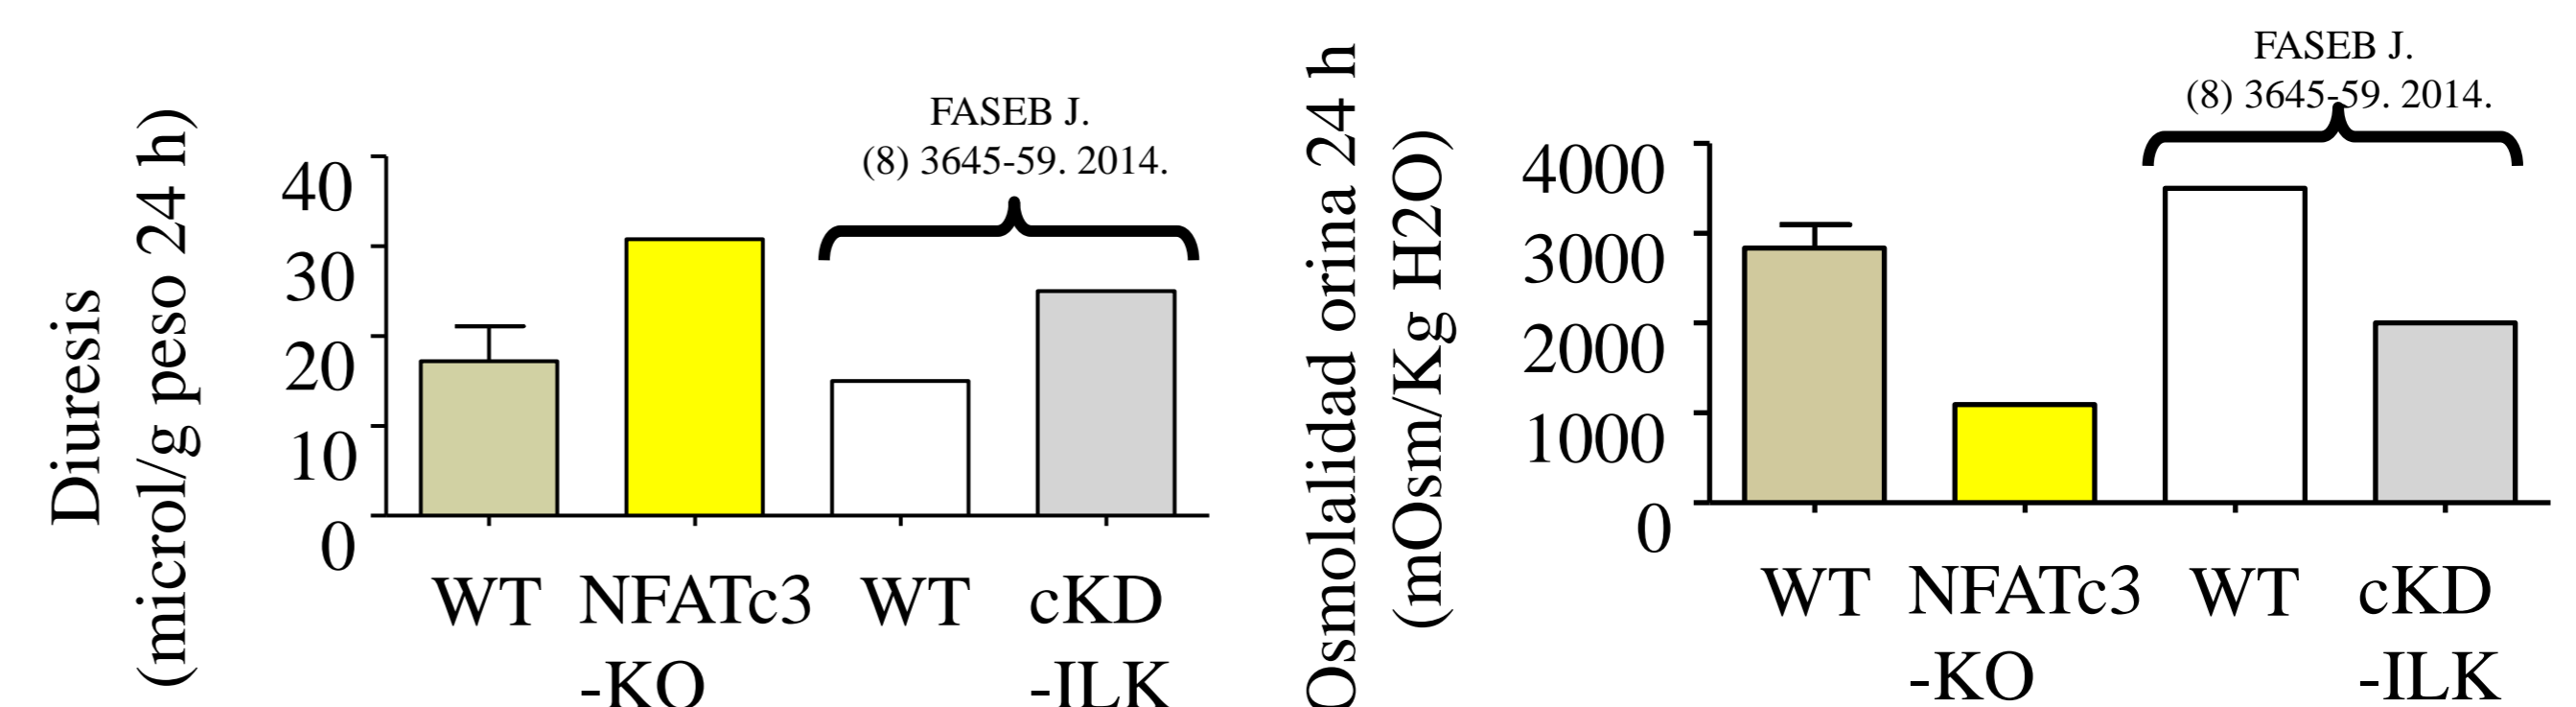 Diuresis
(microl/g peso 24 h)
FASEB J.
(8) 3645-59. 2014.
40
30
20
10
0
WT NFATc3 WT cKD
-KO -ILK
Osmolalidad orina 24 h
(mOsm/Kg H2O)
FASEB J.
(8) 3645-59. 2014.
4000
3000
2000
1000
0
WT NFATc3 WT cKD
-KO -ILK